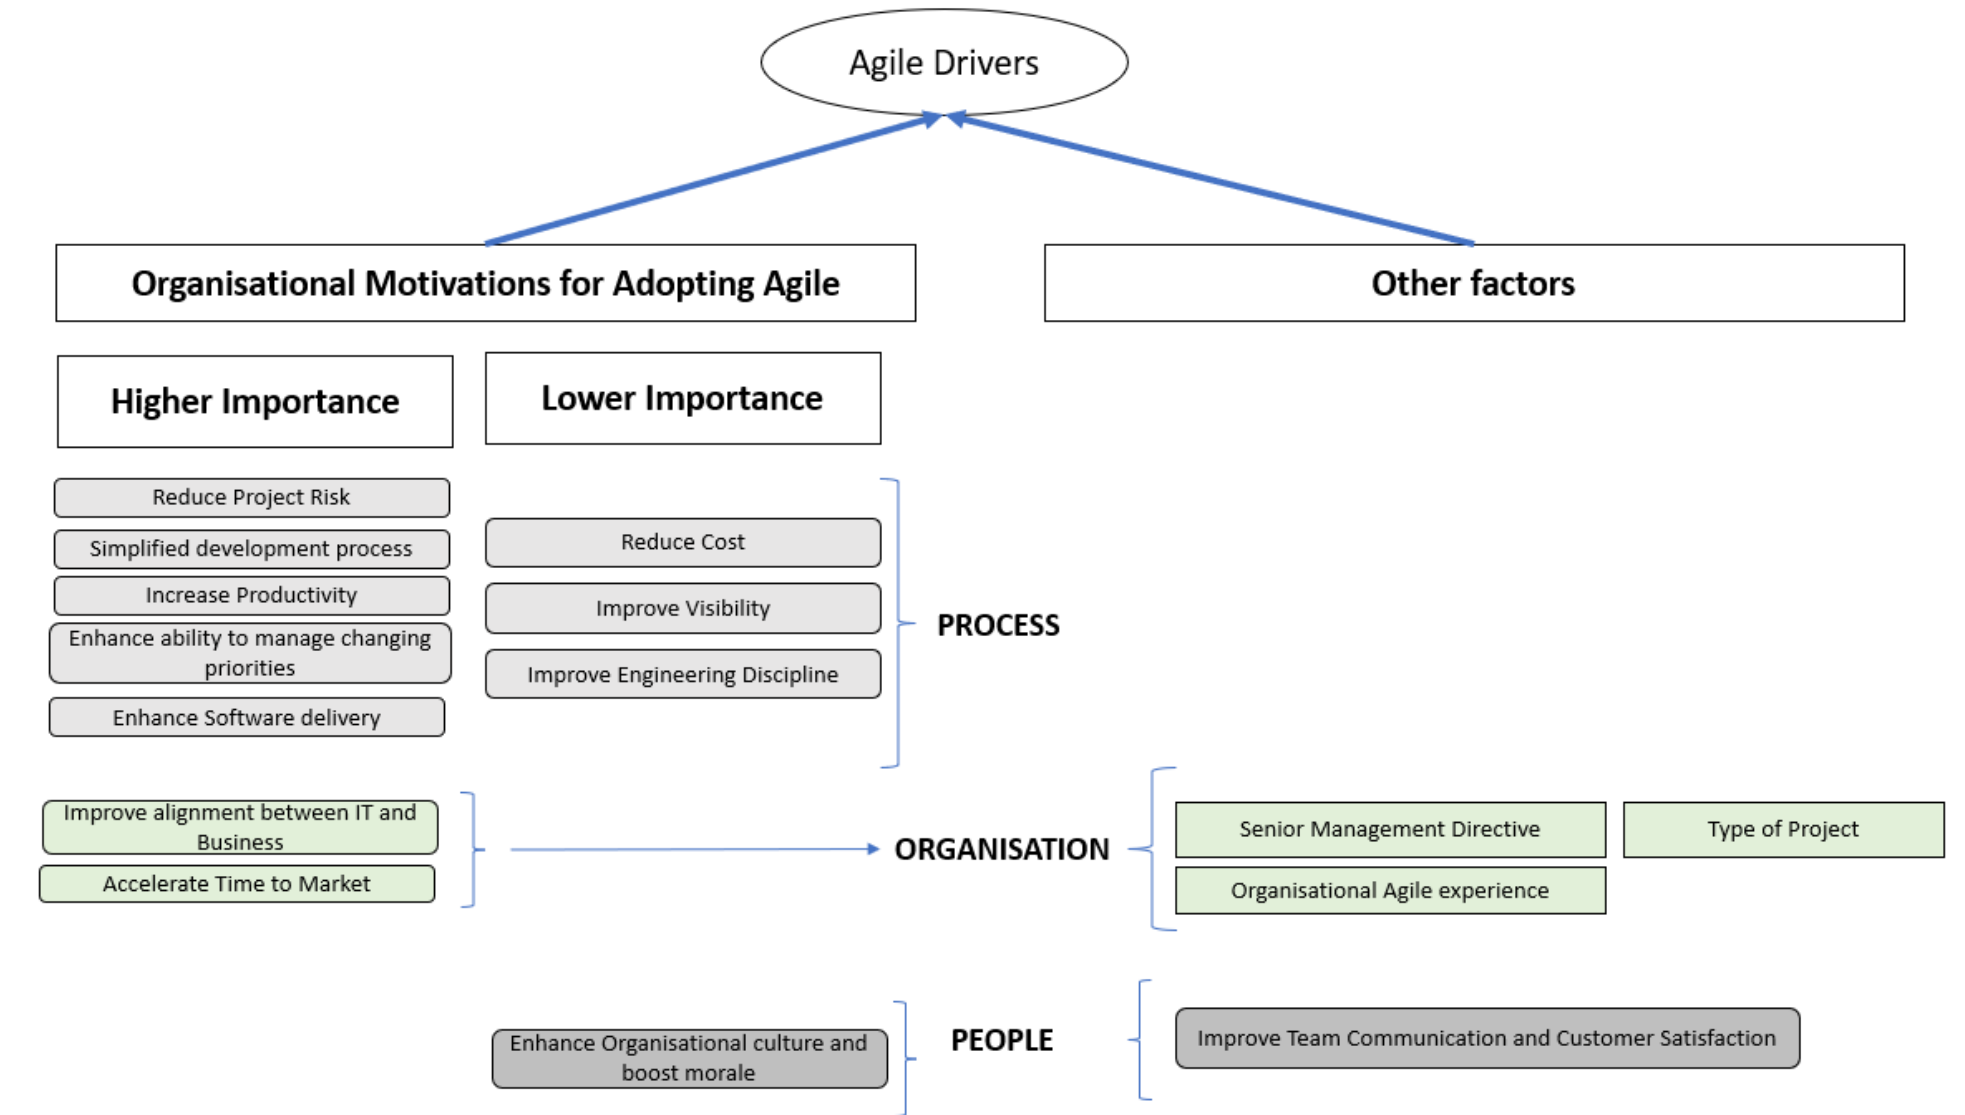 Agile Drivers
Organisational Motivations for Adopting Agile
Other factors
Higher Importance
Lower Importance
Reduce Project Risk
Simplified development process
Increase Productivity
Enhance ability to manage changing
priorities
Enhance Software delivery
Reduce Cost
Improve Visibility
Improve Engineering Discipline
PROCESS
Improve alignment between IT and
Business
Accelerate Time to Market
ORGANISATION
Senior Management Directive
Type of Project
Organisational Agile experience
Enhance Organisational culture and
boost morale
PEOPLE
Improve Team Communication and Customer Satisfaction